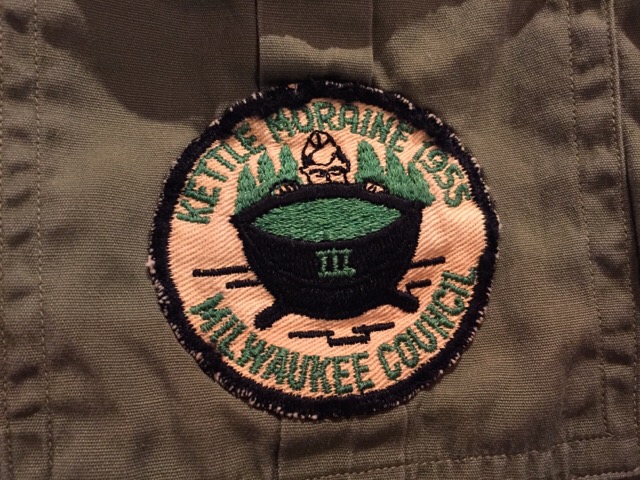 KETTLE MORAINE 1955
III
MILWAUKEE COUNCIL